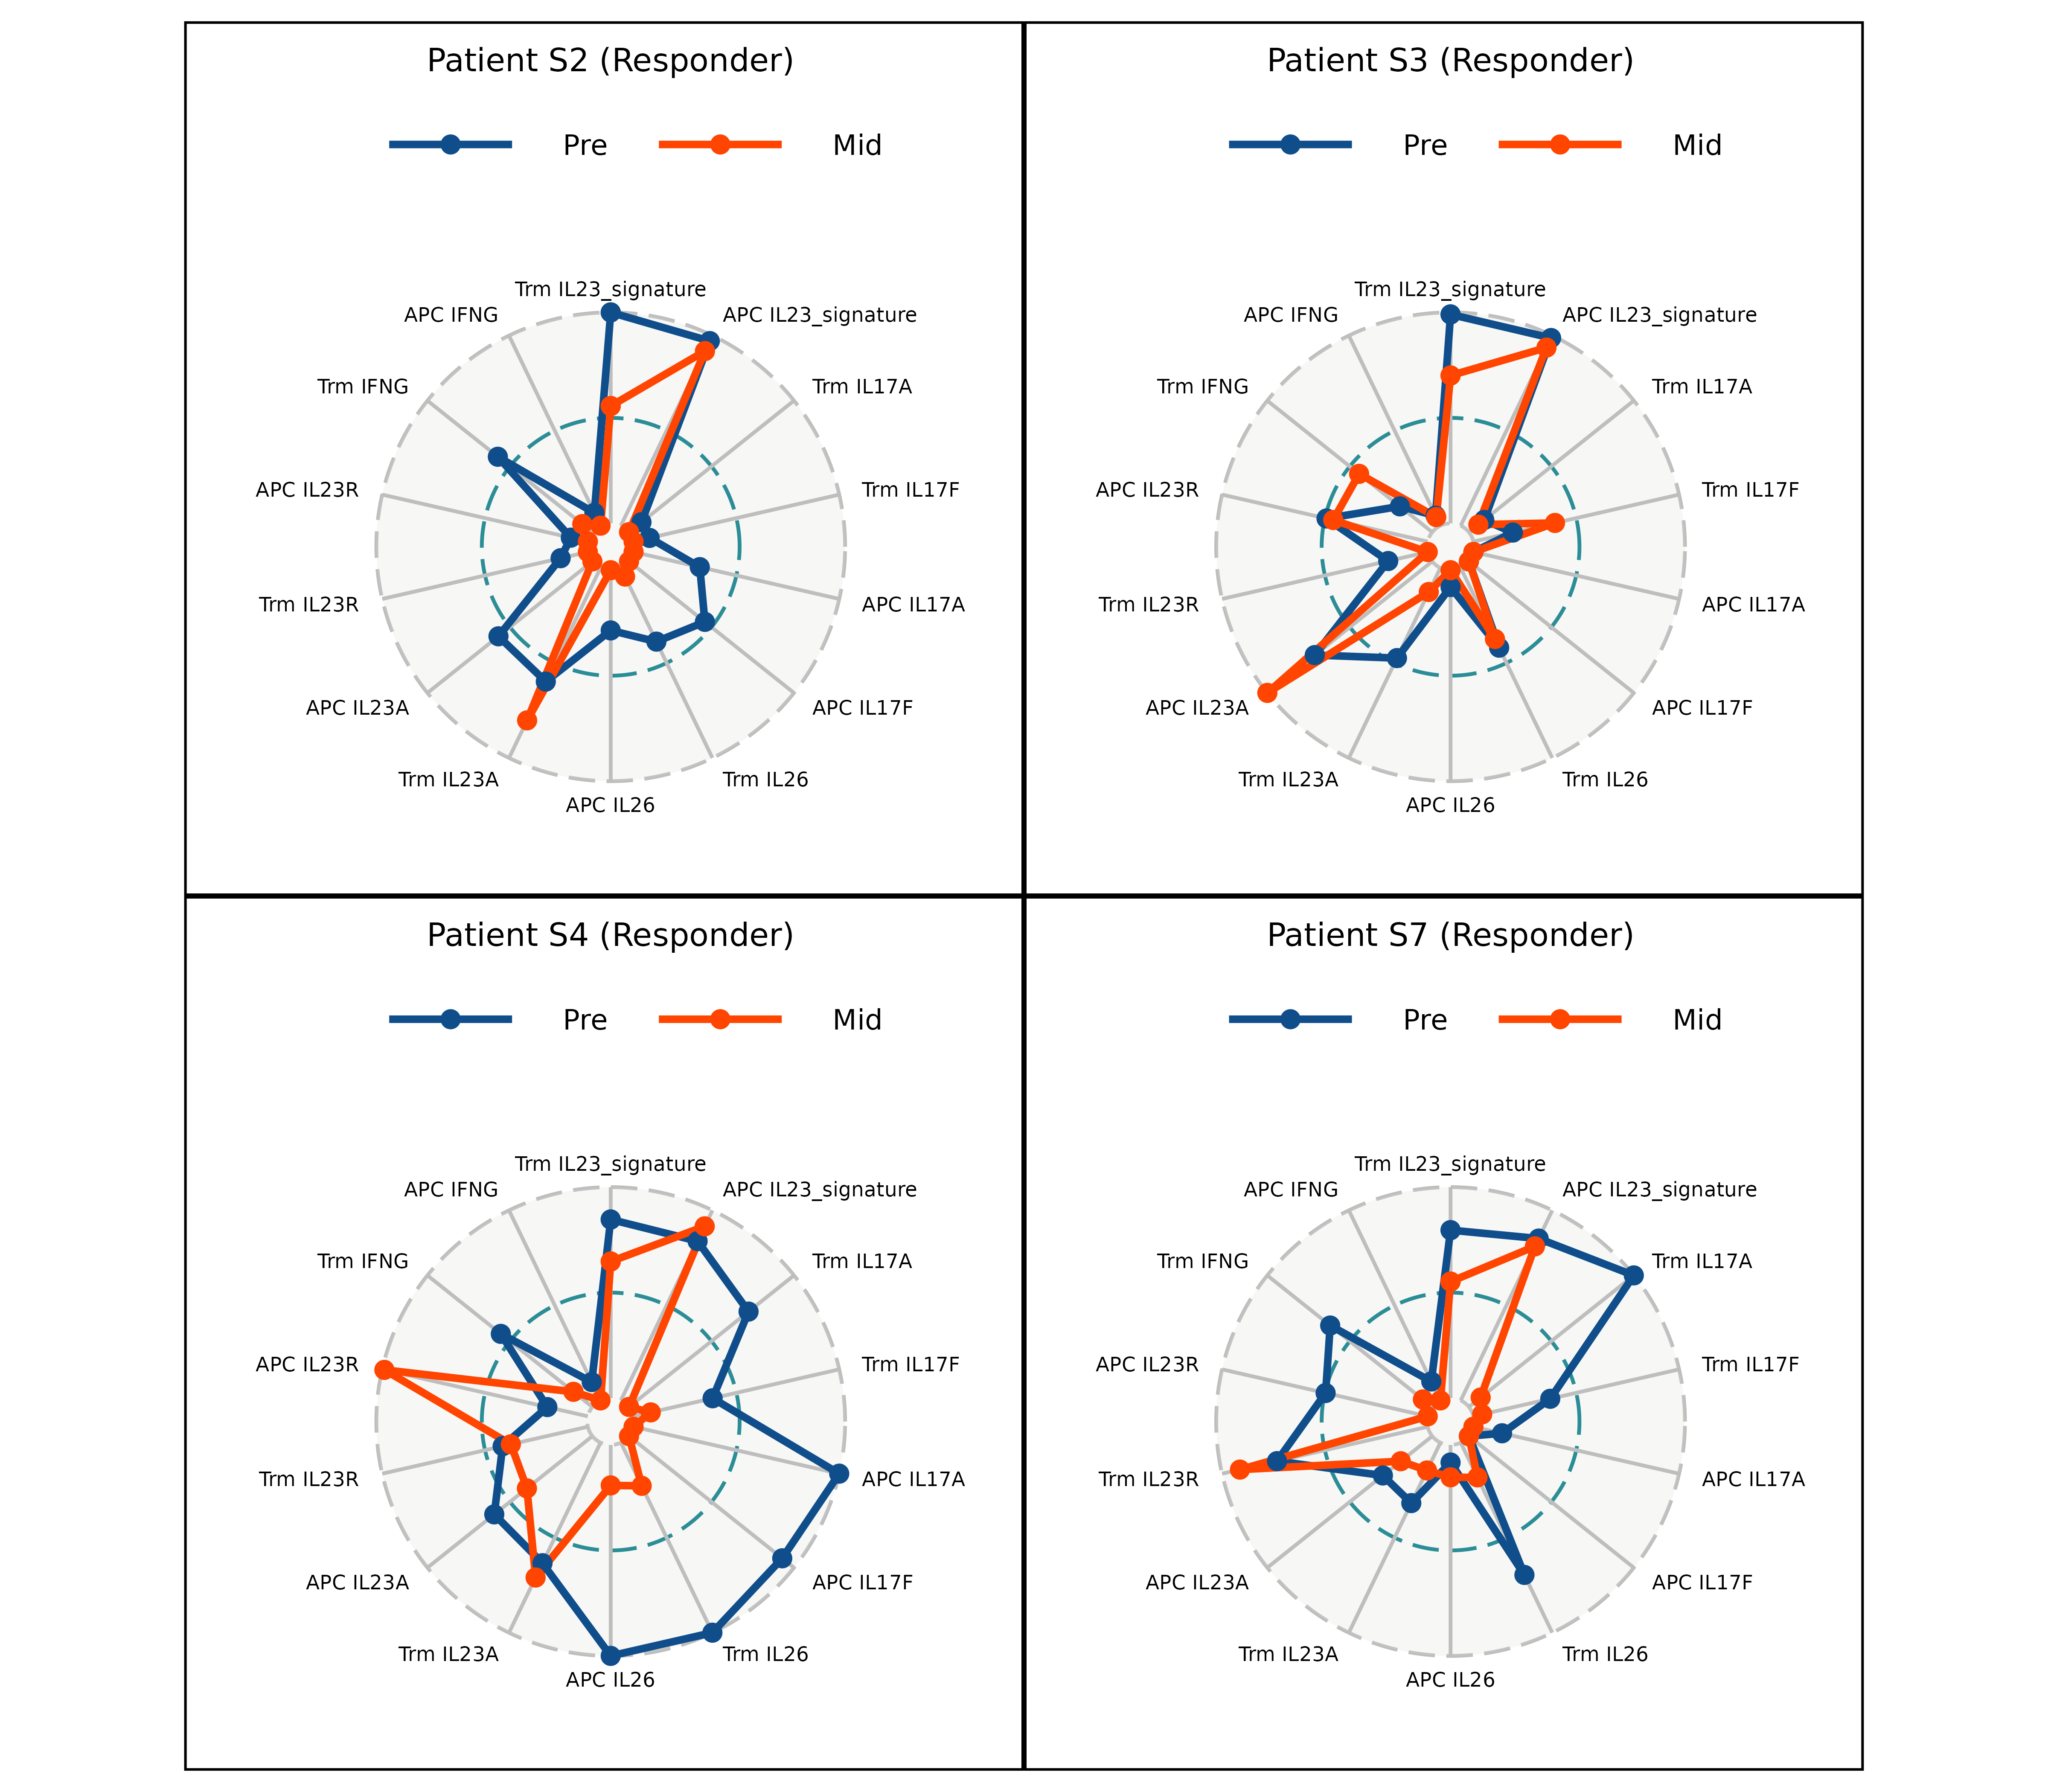 Patient S2 (Responder)
Pre Mid
Trm IL23_signature
APC IL23_signature
Trm IL17A
Trm IL17F
APC IL17A
APC IL17F
Trm IL26
APC IL26
Trm IL23A
APC IL23A
Trm IL23R
APC IL23R
Trm IFNG
APC IFNG
Patient S3 (Responder)
Pre Mid
Trm IL23_signature
APC IL23_signature
Trm IL17A
Trm IL17F
APC IL17A
APC IL17F
Trm IL26
APC IL26
Trm IL23A
APC IL23A
Trm IL23R
APC IL23R
Trm IFNG
APC IFNG
Patient S4 (Responder)
Pre Mid
Trm IL23_signature
APC IL23_signature
Trm IL17A
Trm IL17F
APC IL17A
APC IL17F
Trm IL26
APC IL26
Trm IL23A
APC IL23A
Trm IL23R
APC IL23R
Trm IFNG
APC IFNG
Patient S7 (Responder)
Pre Mid
Trm IL23_signature
APC IL23_signature
Trm IL17A
Trm IL17F
APC IL17A
APC IL17F
Trm IL26
APC IL26
Trm IL23A
APC IL23A
Trm IL23R
APC IL23R
Trm IFNG
APC IFNG